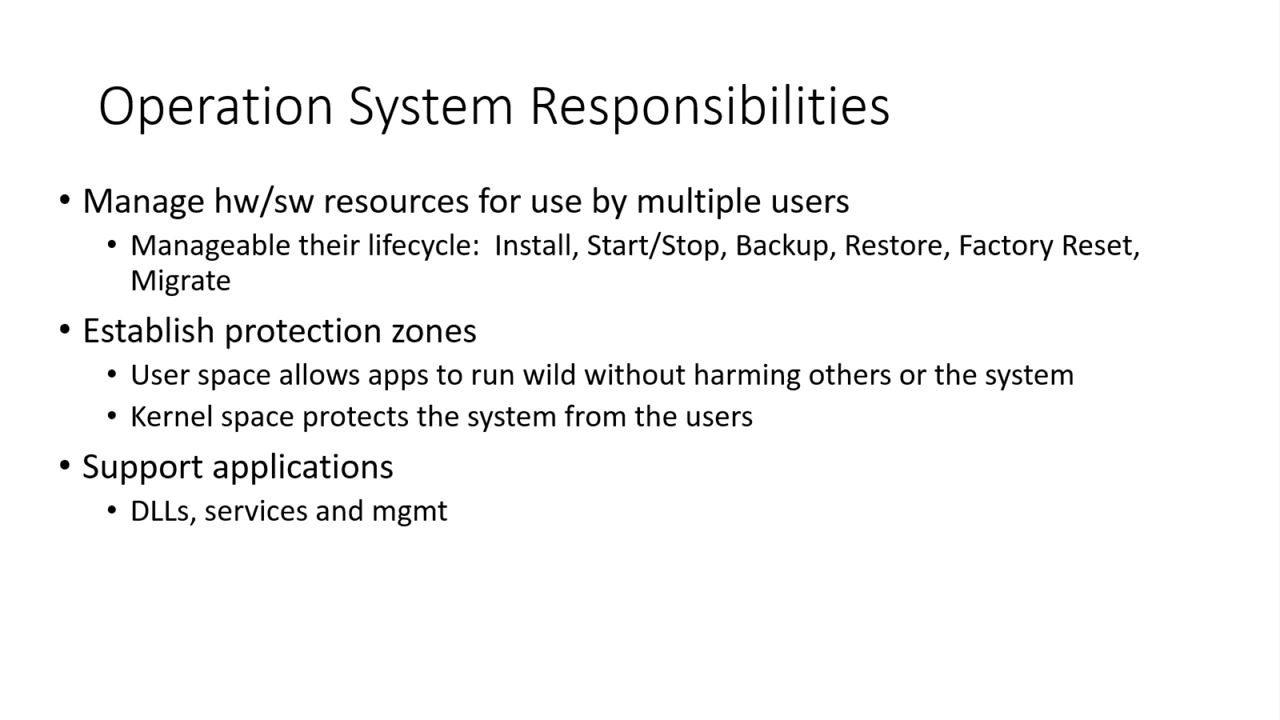 Operation System Responsibilities
• Manage hw/sw resources for use by multiple users
• Manageable their lifecycle:  Install, Start/Stop, Backup, Restore, Factory Reset,
Migrate
• Establish protection zones
• User space allows apps to run wild without harming others or the system
• Kernel space protects the system from the users
• Support applications
• DLLs, services and mgmt